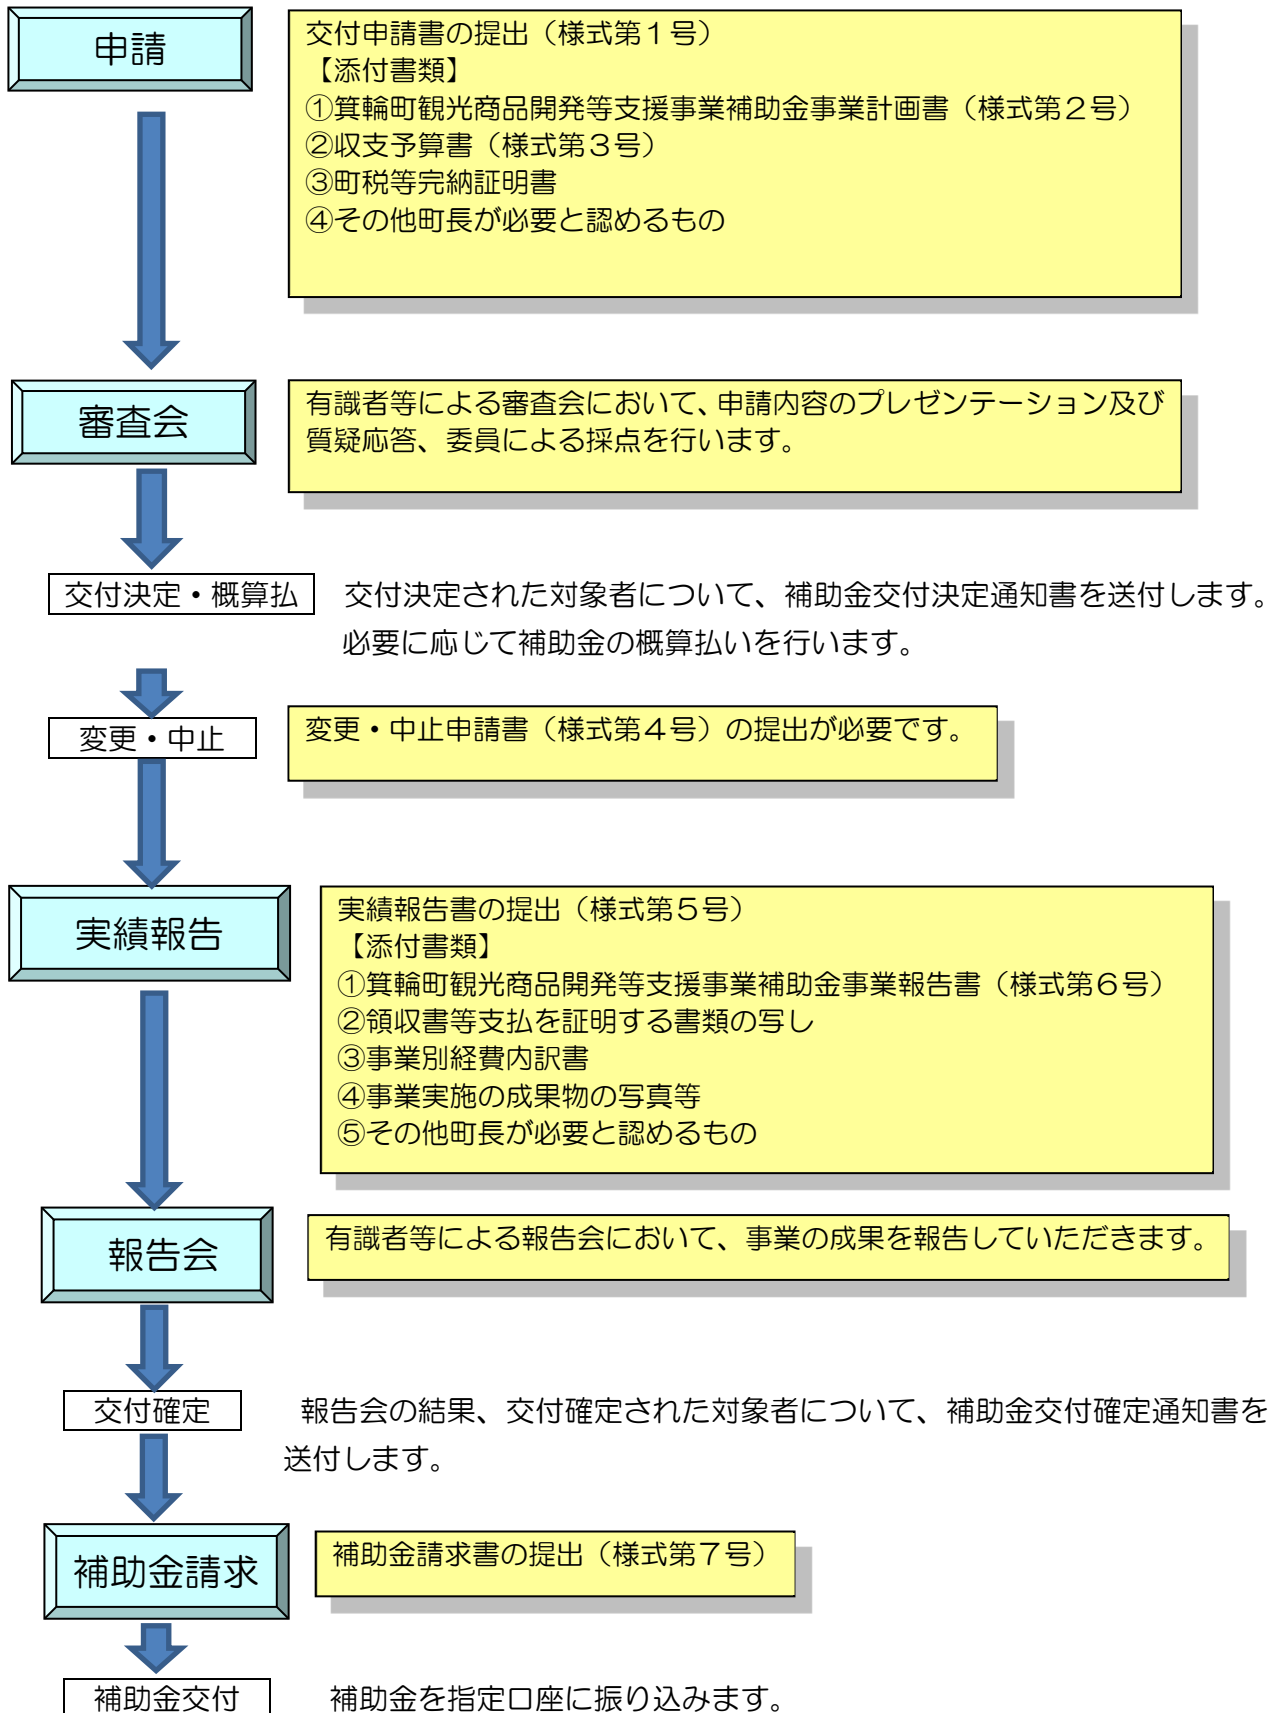 申請
交付申請書の提出（様式第１号）
【添付書類】
①箕輪町観光商品開発等支援事業補助金事業計画書（様式第２号）
②収支予算書（様式第３号）
③町税等完納証明書
④その他町長が必要と認めるもの
審査会
有識者等による審査会において、申請内容のプレゼンテーション及び
質疑応答、委員による採点を行います。
交付決定・概算払
交付決定された対象者について、補助金交付決定通知書を送付します。
必要に応じて補助金の概算払いを行います。
変更・中止
変更・中止申請書（様式第４号）の提出が必要です。
実績報告
実績報告書の提出（様式第５号）
【添付書類】
①箕輪町観光商品開発等支援事業補助金事業報告書（様式第６号）
②領収書等支払を証明する書類の写し
③事業別経費内訳書
④事業実施の成果物の写真等
⑤その他町長が必要と認めるもの
報告会
有識者等による報告会において、事業の成果を報告していただきます。
交付確定
報告会の結果、交付確定された対象者について、補助金交付確定通知書を
送付します。
補助金請求
補助金請求書の提出（様式第７号）
補助金交付
補助金を指定口座に振り込みます。